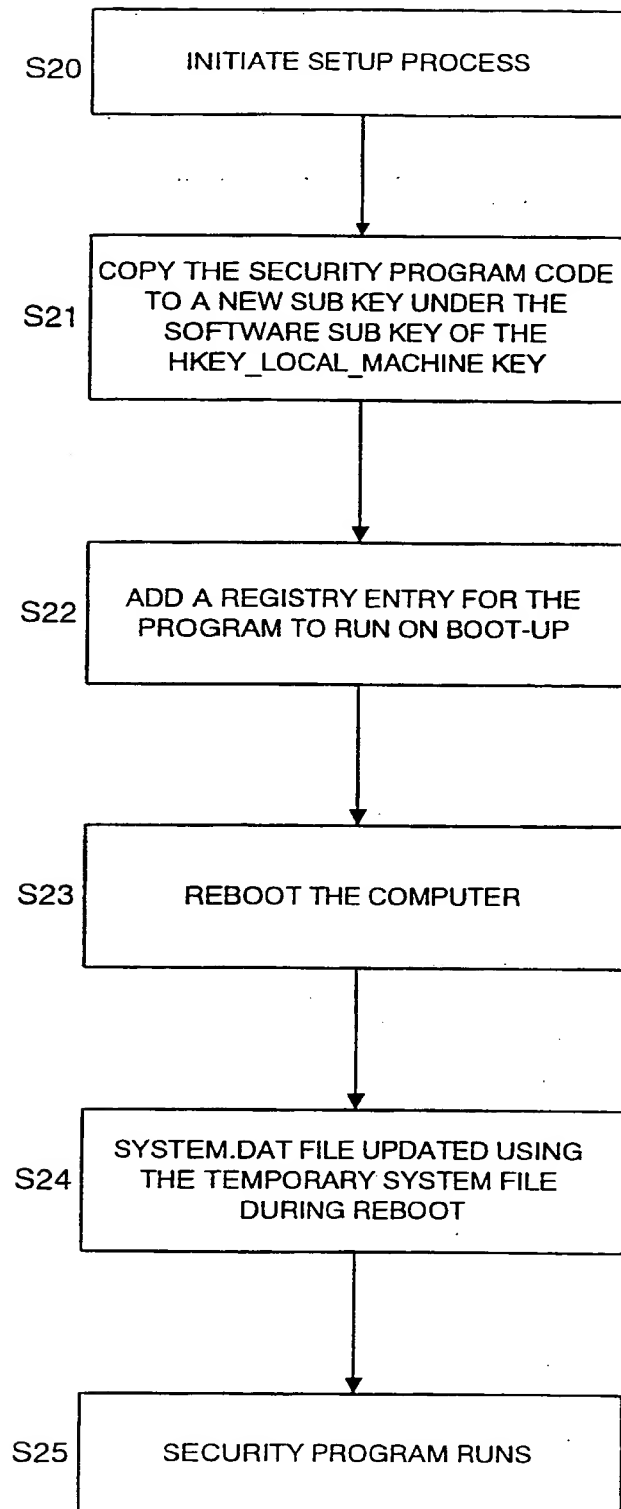 S20
INITIATE SETUP PROCESS
S21
COPY THE SECURITY PROGRAM CODE
TO A NEW SUB KEY UNDER THE
SOFTWARE SUB KEY OF THE
HKEY_LOCAL_MACHINE KEY
S22
ADD A REGISTRY ENTRY FOR THE
PROGRAM TO RUN ON BOOT-UP
S23
REBOOT THE COMPUTER
S24
SYSTEM.DAT FILE UPDATED USING
THE TEMPORARY SYSTEM FILE
DURING REBOOT
S25
SECURITY PROGRAM RUNS